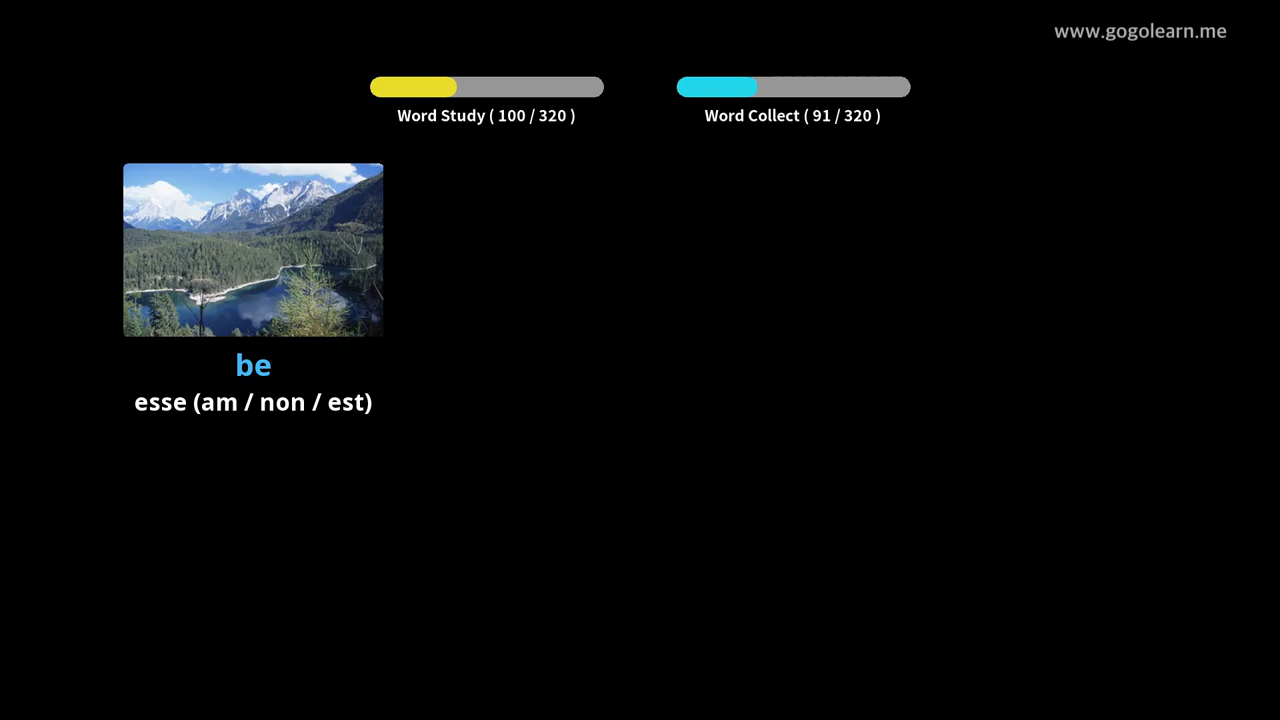 www.gogolearn.me
Word Study ( 100 / 320 )
Word Collect ( 91 / 320 )
be
esse (am / non / est)